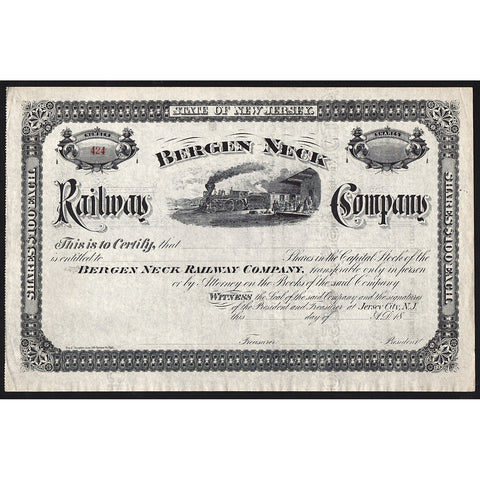 STATE OF NEW JERSEY.
NUMBER
424
SHARES
BERGEN NECK
Railway Company
SHARES $100 EACH.
SHARES $100 EACH.
This is to Certify, that
is entitled to Shares in the Capital Stock of the
BERGEN NECK RAILWAY COMPANY, transferable only in person
or by Attorney on the Books of the said Company.
WITNESS the Seal of the said Company and the signatures
of the President and Treasurer at Jersey City, N.J.
this day of A.D. 18
Treasurer President